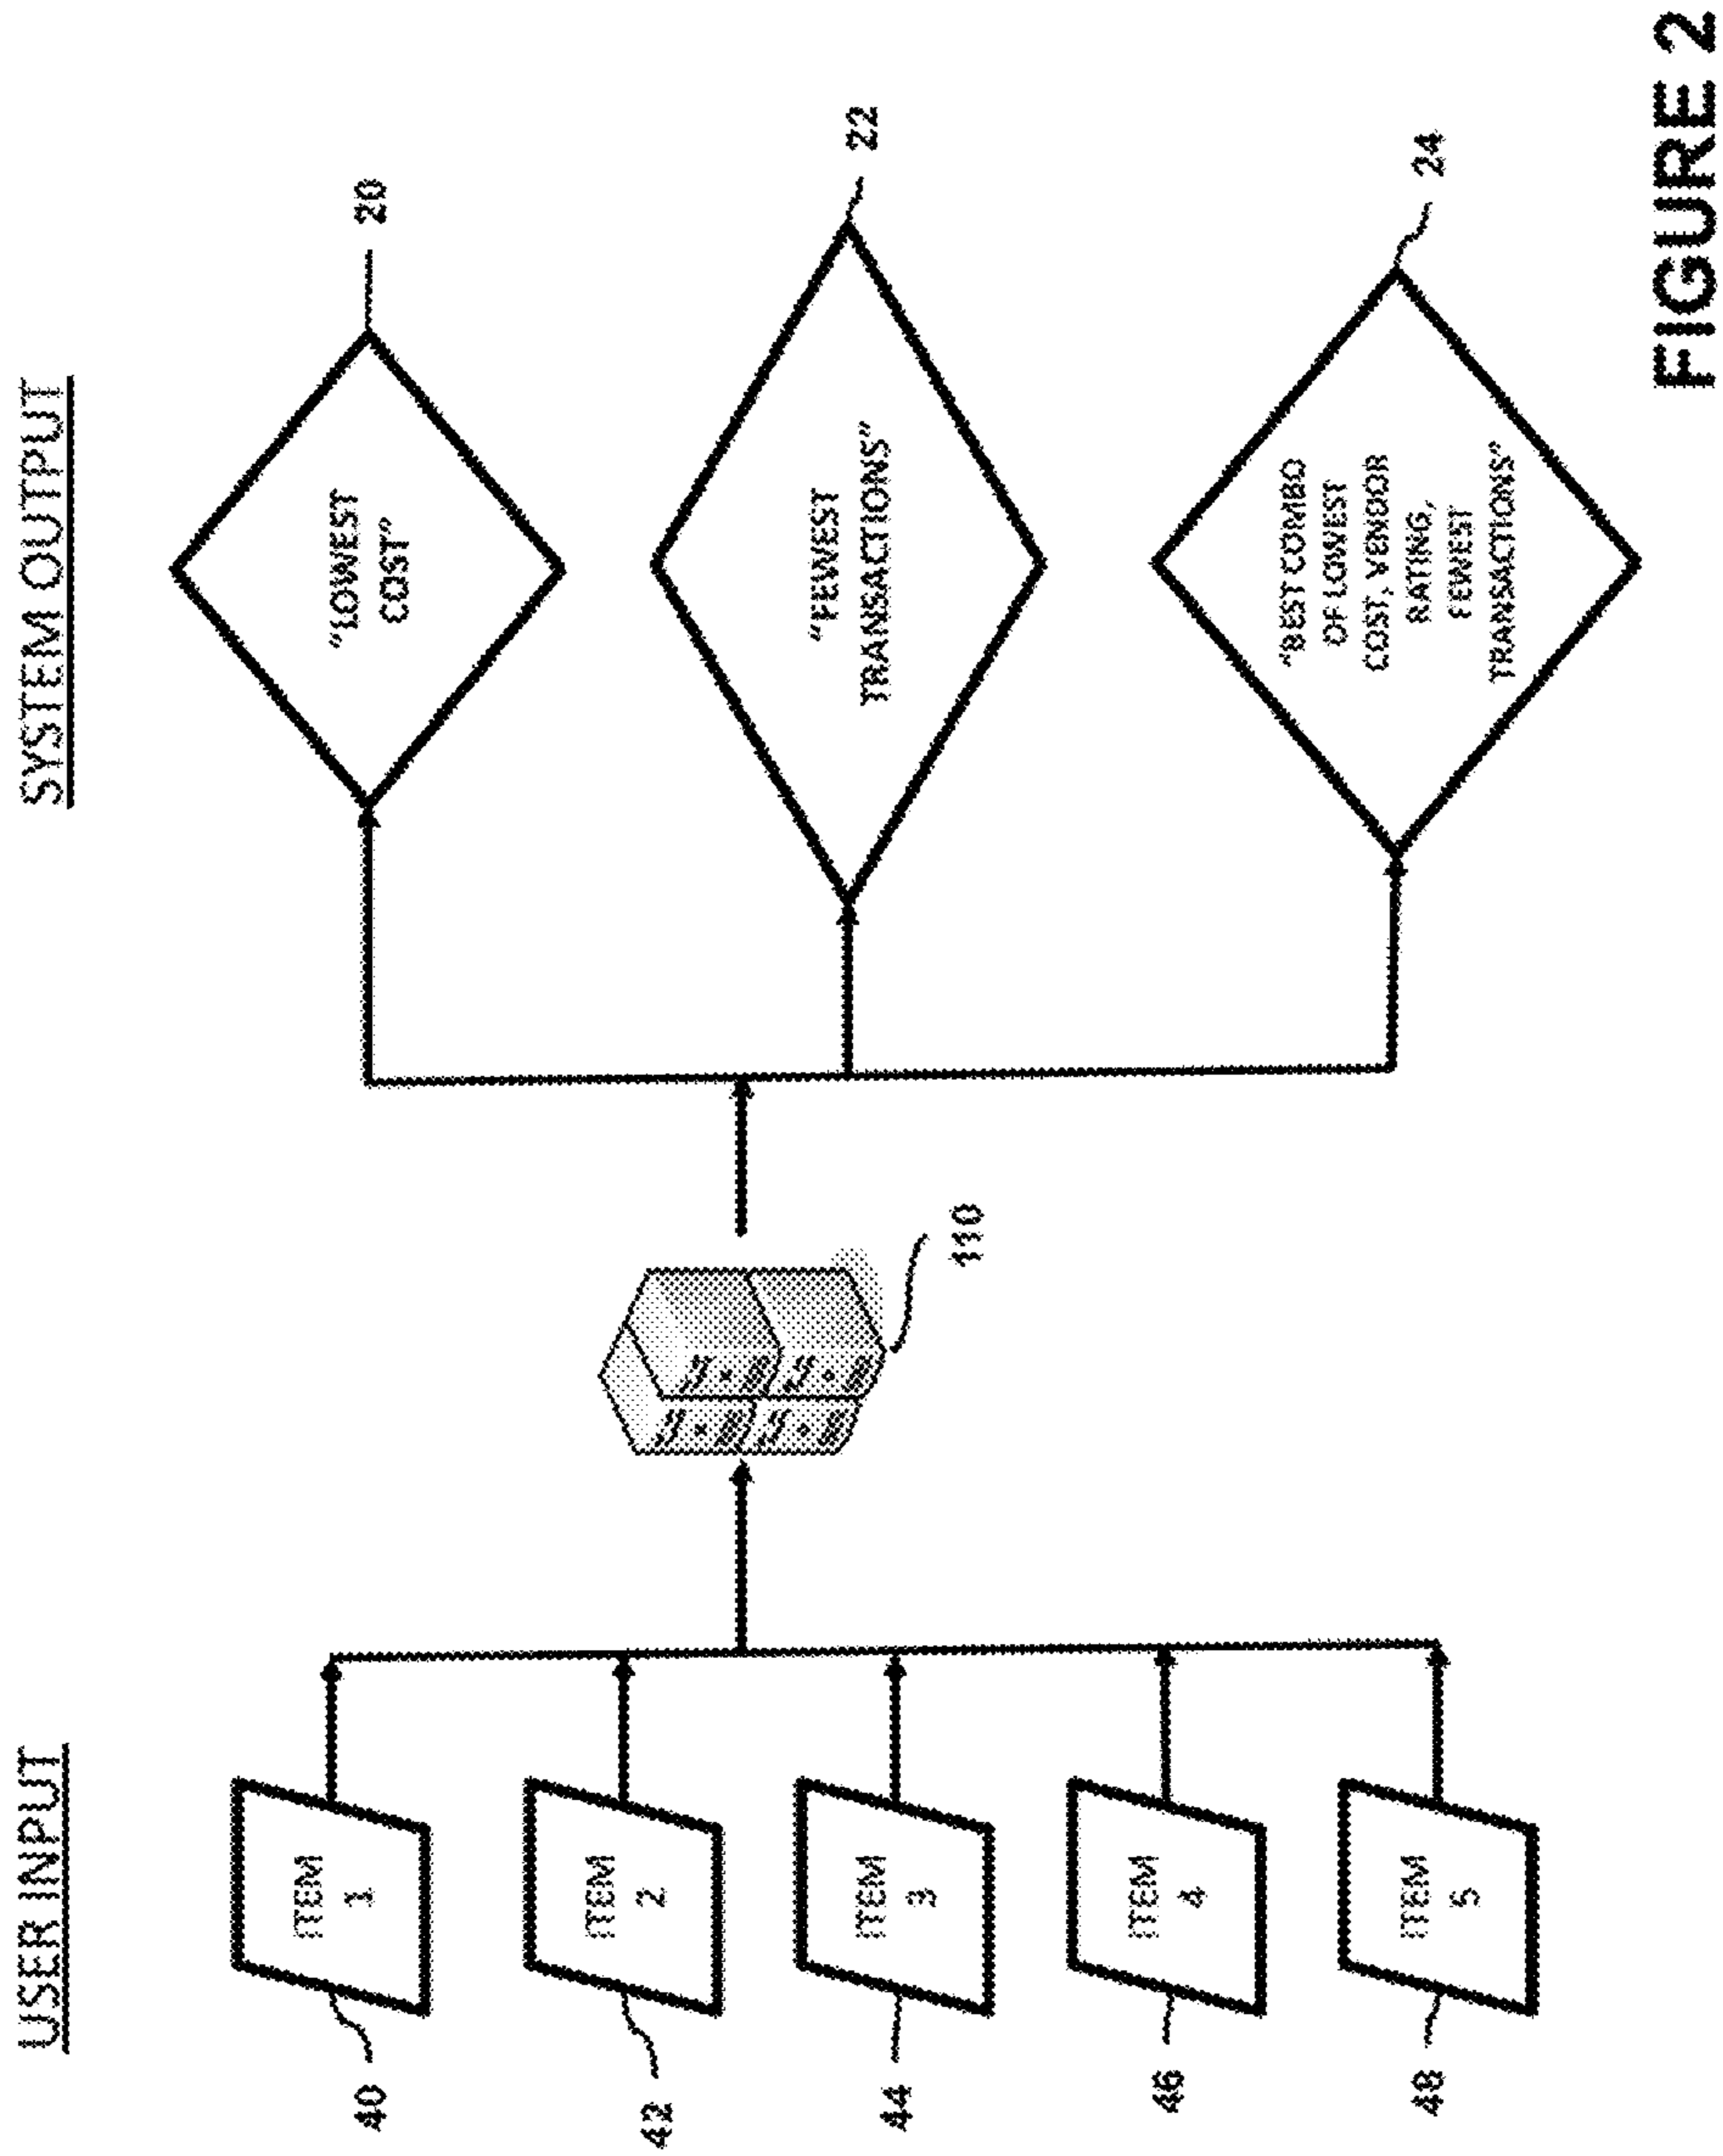 USER INPUT
SYSTEM OUTPUT
40
ITEM
1
42
ITEM
2
44
ITEM
3
46
ITEM
4
48
ITEM
5
110
"LOWEST
COST"
20
"FEWEST
TRANSACTIONS"
22
"BEST COMBO
OF LOWEST
COST, VENDOR
RATING,
FEWEST
TRANSACTIONS"
24
FIGURE 2